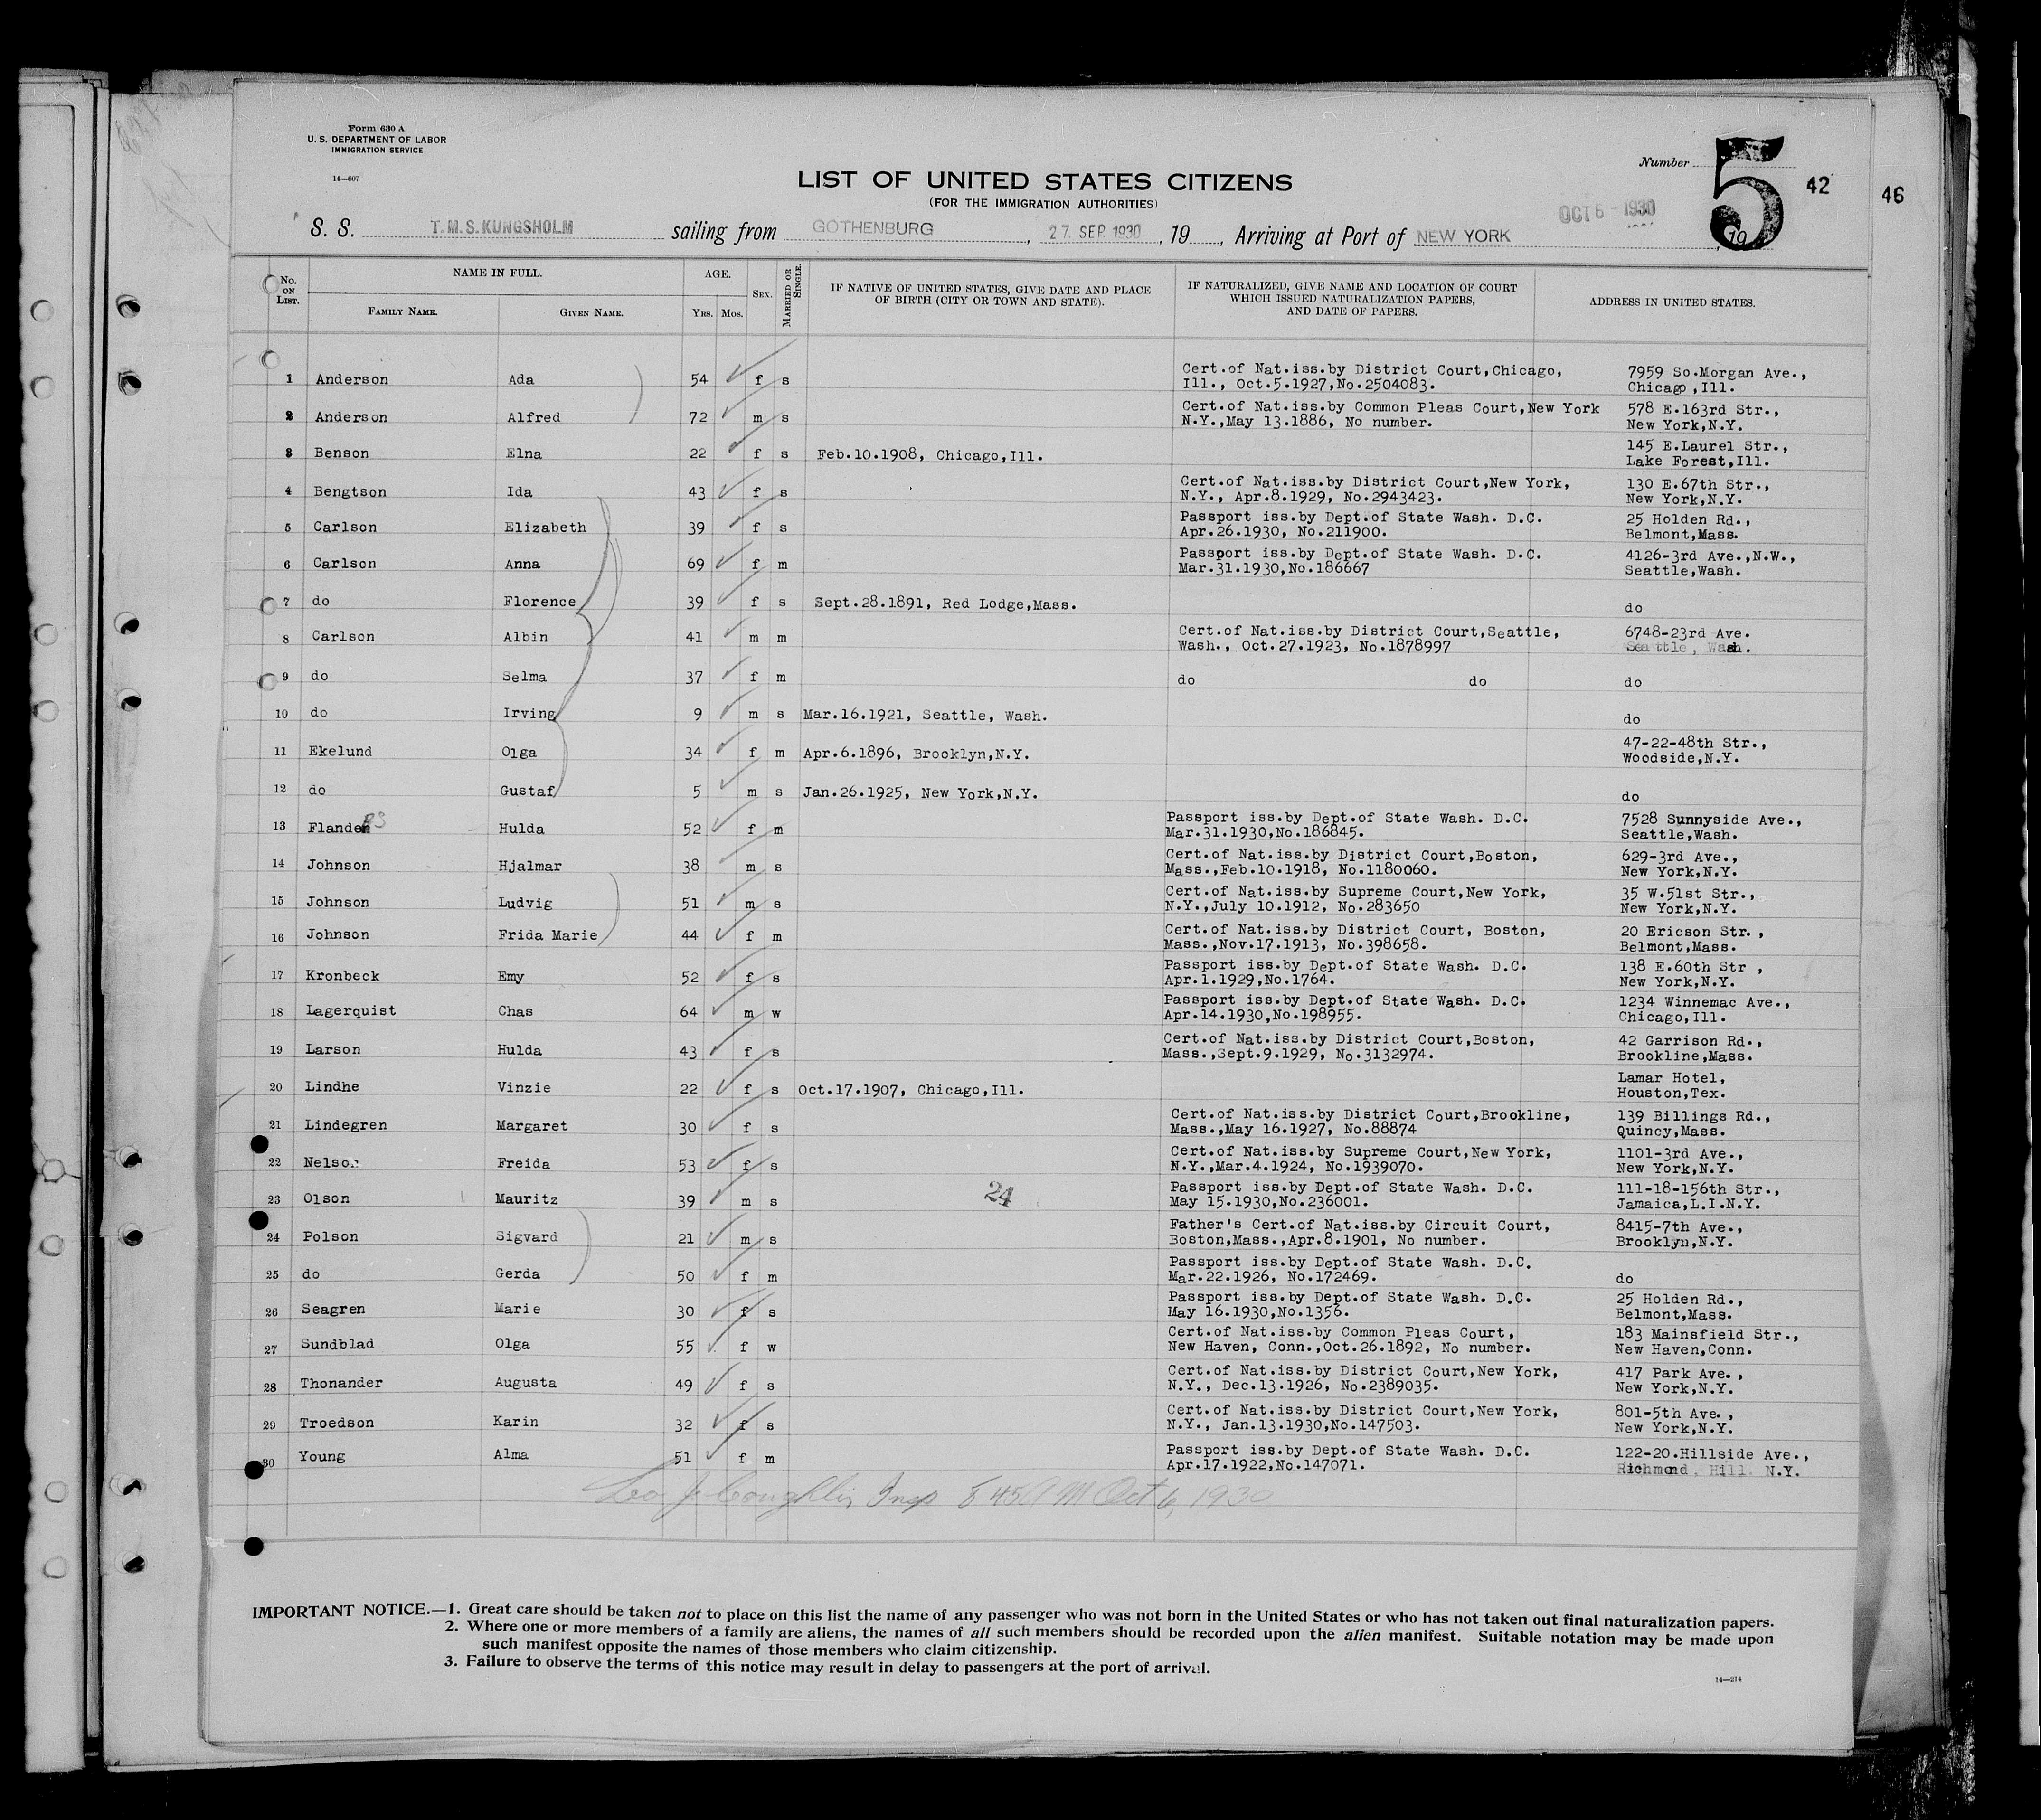 Form 630 A
U. S. DEPARTMENT OF LABOR
IMMIGRATION SERVICE
14—607
Number 5
42
46
LIST OF UNITED STATES CITIZENS
(FOR THE IMMIGRATION AUTHORITIES)
S. S. T.M.S.KUNGSHOLM sailing from GOTHENBURG, 27. SEP. 1930, 19, Arriving at Port of NEW YORK OCT 6 - 1930, 19
No. ON LIST.
NAME IN FULL.
FAMILY NAME. GIVEN NAME.
AGE.
YRS. MOS.
SEX.
MARRIED OR SINGLE.
IF NATIVE OF UNITED STATES, GIVE DATE AND PLACE OF BIRTH (CITY OR TOWN AND STATE).
IF NATURALIZED, GIVE NAME AND LOCATION OF COURT WHICH ISSUED NATURALIZATION PAPERS, AND DATE OF PAPERS.
ADDRESS IN UNITED STATES.
1 Anderson Ada 54 f s Cert.of Nat.iss.by District Court,Chicago, 7959 So.Morgan Ave.,
Ill., Oct.5.1927,No.2504083. Chicago,Ill.
2 Anderson Alfred 72 m s Cert.of Nat.iss.by Common Pleas Court,New York 578 E.163rd Str.,
N.Y.,May 13.1886, No number. New York,N.Y.
3 Benson Elna 22 f s Feb.10.1908, Chicago,Ill. 145 E.Laurel Str.,
Lake Forest,Ill.
4 Bengtson Ida 43 f s Cert.of Nat.iss.by District Court,New York, 130 E.67th Str.,
N.Y., Apr.8.1929, No.2943423. New York,N.Y.
5 Carlson Elizabeth 39 f s Passport iss.by Dept.of State Wash. D.C. 25 Holden Rd.,
Apr.26.1930, No.211900. Belmont,Mass.
6 Carlson Anna 69 f m Passport iss.by Dept.of State Wash. D.C. 4126-3rd Ave.,N.W.,
Mar.31.1930,No.186667 Seattle,Wash.
7 do Florence 39 f s Sept.28.1891, Red Lodge,Mass. do
8 Carlson Albin 41 m m Cert.of Nat.iss.by District Court,Seattle, 6748-23rd Ave.
Wash., Oct.27.1923, No.1878997 Seattle, Wash.
9 do Selma 37 f m do do do
10 do Irving 9 m s Mar.16.1921, Seattle, Wash. do
11 Ekelund Olga 34 f m Apr.6.1896, Brooklyn,N.Y. 47-22-48th Str.,
Woodside,N.Y.
12 do Gustaf 5 m s Jan.26.1925, New York,N.Y. do
13 Flanders Hulda 52 f m Passport iss.by Dept.of State Wash. D.C. 7528 Sunnyside Ave.,
Mar.31.1930,No.186845. Seattle,Wash.
14 Johnson Hjalmar 38 m s Cert.of Nat.iss.by District Court,Boston, 629-3rd Ave.,
Mass.,Feb.10.1918, No.1180060. New York,N.Y.
15 Johnson Ludvig 51 m s Cert.of Nat.iss.by Supreme Court,New York, 35 W.51st Str.,
N.Y.,July 10.1912, No.283650 New York,N.Y.
16 Johnson Frida Marie 44 f m Cert.of Nat.iss.by District Court, Boston, 20 Ericson Str.,
Mass.,Nov.17.1913, No.398658. Belmont,Mass.
17 Kronbeck Emy 52 f s Passport iss.by Dept.of State Wash. D.C. 138 E.60th Str ,
Apr.1.1929,No.1764. New York,N.Y.
18 Lagerquist Chas 64 m w Passport iss.by Dept.of State Wash. D.C. 1234 Winnemac Ave.,
Apr.14.1930,No.198955. Chicago,Ill.
19 Larson Hulda 43 f s Cert.of Nat.iss.by District Court,Boston, 42 Garrison Rd.,
Mass.,Sept.9.1929, No.3132974. Brookline,Mass.
20 Lindhe Vinzie 22 f s Oct.17.1907, Chicago,Ill. Lamar Hotel,
Houston,Tex.
21 Lindegren Margaret 30 f s Cert.of Nat.iss.by District Court,Brookline, 139 Billings Rd.,
Mass.,May 16.1927, No.88874 Quincy,Mass.
22 Nelson Freida 53 f s Cert.of Nat.iss.by Supreme Court,New York, 1101-3rd Ave.,
N.Y.,Mar.4.1924, No.1939070. New York,N.Y.
23 Olson Mauritz 39 m s 24 Passport iss.by Dept.of State Wash. D.C. 111-18-156th Str.,
May 15.1930,No.236001. Jamaica,L.I.N.Y.
24 Polson Sigvard 21 m s Father's Cert.of Nat.iss.by Circuit Court, 8415-7th Ave.,
Boston,Mass.,Apr.8.1901, No number. Brooklyn,N.Y.
25 do Gerda 50 f m Passport iss.by Dept.of State Wash. D.C.
Mar.22.1926, No.172469. do
26 Seagren Marie 30 f s Passport iss.by Dept.of State Wash. D.C. 25 Holden Rd.,
May 16.1930,No.1356. Belmont,Mass.
27 Sundblad Olga 55 f w Cert.of Nat.iss.by Common Pleas Court, 183 Mainsfield Str.,
New Haven, Conn.,Oct.26.1892, No number. New Haven,Conn.
28 Thonander Augusta 49 f s Cert.of Nat.iss.by District Court,New York, 417 Park Ave.,
N.Y., Dec.13.1926, No.2389035. New York,N.Y.
29 Troedson Karin 32 f s Cert.of Nat.iss.by District Court,New York, 801-5th Ave.,
N.Y., Jan.13.1930,No.147503. New York,N.Y.
30 Young Alma 51 f m Passport iss.by Dept.of State Wash. D.C. 122-20.Hillside Ave.,
Apr.17.1922,No.147071. Richmond, Hill. N.Y.
Leo J. Coughlin Insp 8 45 A M Oct 6, 1930
IMPORTANT NOTICE.—1. Great care should be taken not to place on this list the name of any passenger who was not born in the United States or who has not taken out final naturalization papers.
2. Where one or more members of a family are aliens, the names of all such members should be recorded upon the alien manifest. Suitable notation may be made upon
such manifest opposite the names of those members who claim citizenship.
3. Failure to observe the terms of this notice may result in delay to passengers at the port of arrival.
14—214